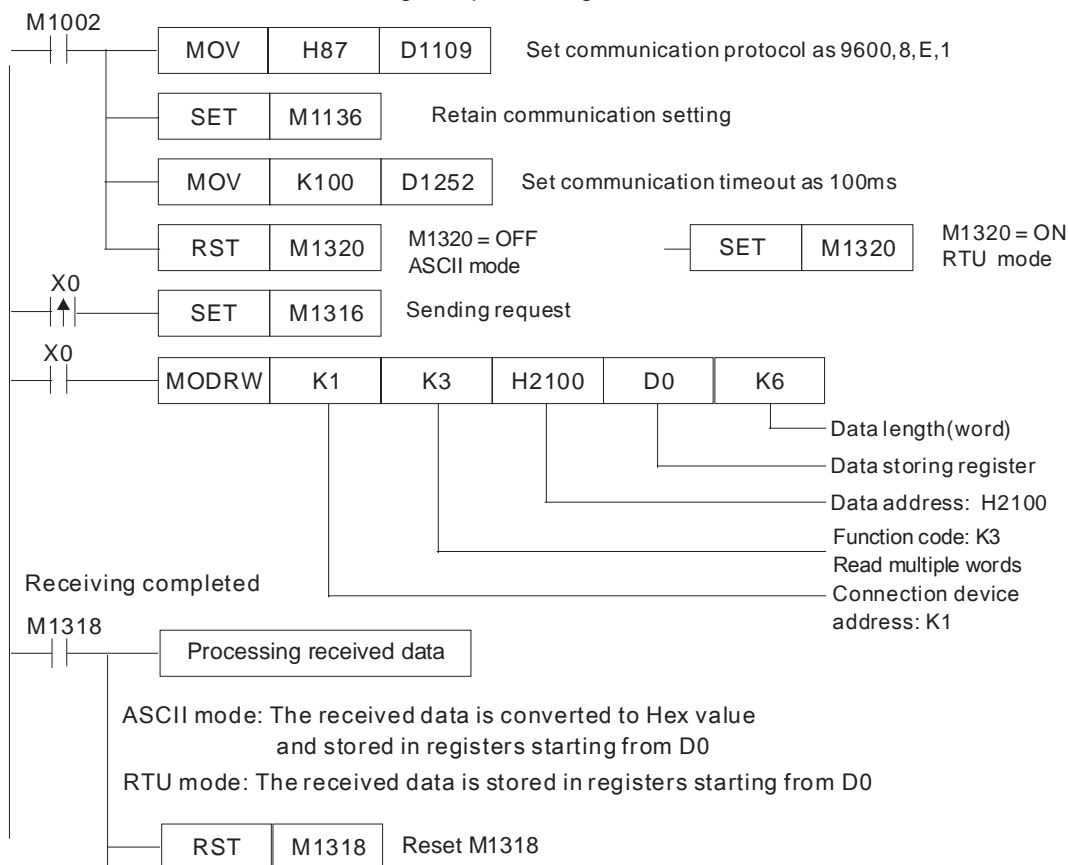 M1002
MOV H87 D1109 Set communication protocol as 9600,8,E,1
SET M1136 Retain communication setting
MOV K100 D1252 Set communication timeout as 100ms
RST M1320 M1320 = OFF
ASCII mode
SET M1320 M1320 = ON
RTU mode
X0
SET M1316 Sending request
X0
MODRW K1 K3 H2100 D0 K6
Data length(word)
Data storing register
Data address: H2100
Function code: K3
Read multiple words
Connection device
address: K1
Receiving completed
M1318
Processing received data
ASCII mode: The received data is converted to Hex value
and stored in registers starting from D0
RTU mode: The received data is stored in registers starting from D0
RST M1318 Reset M1318